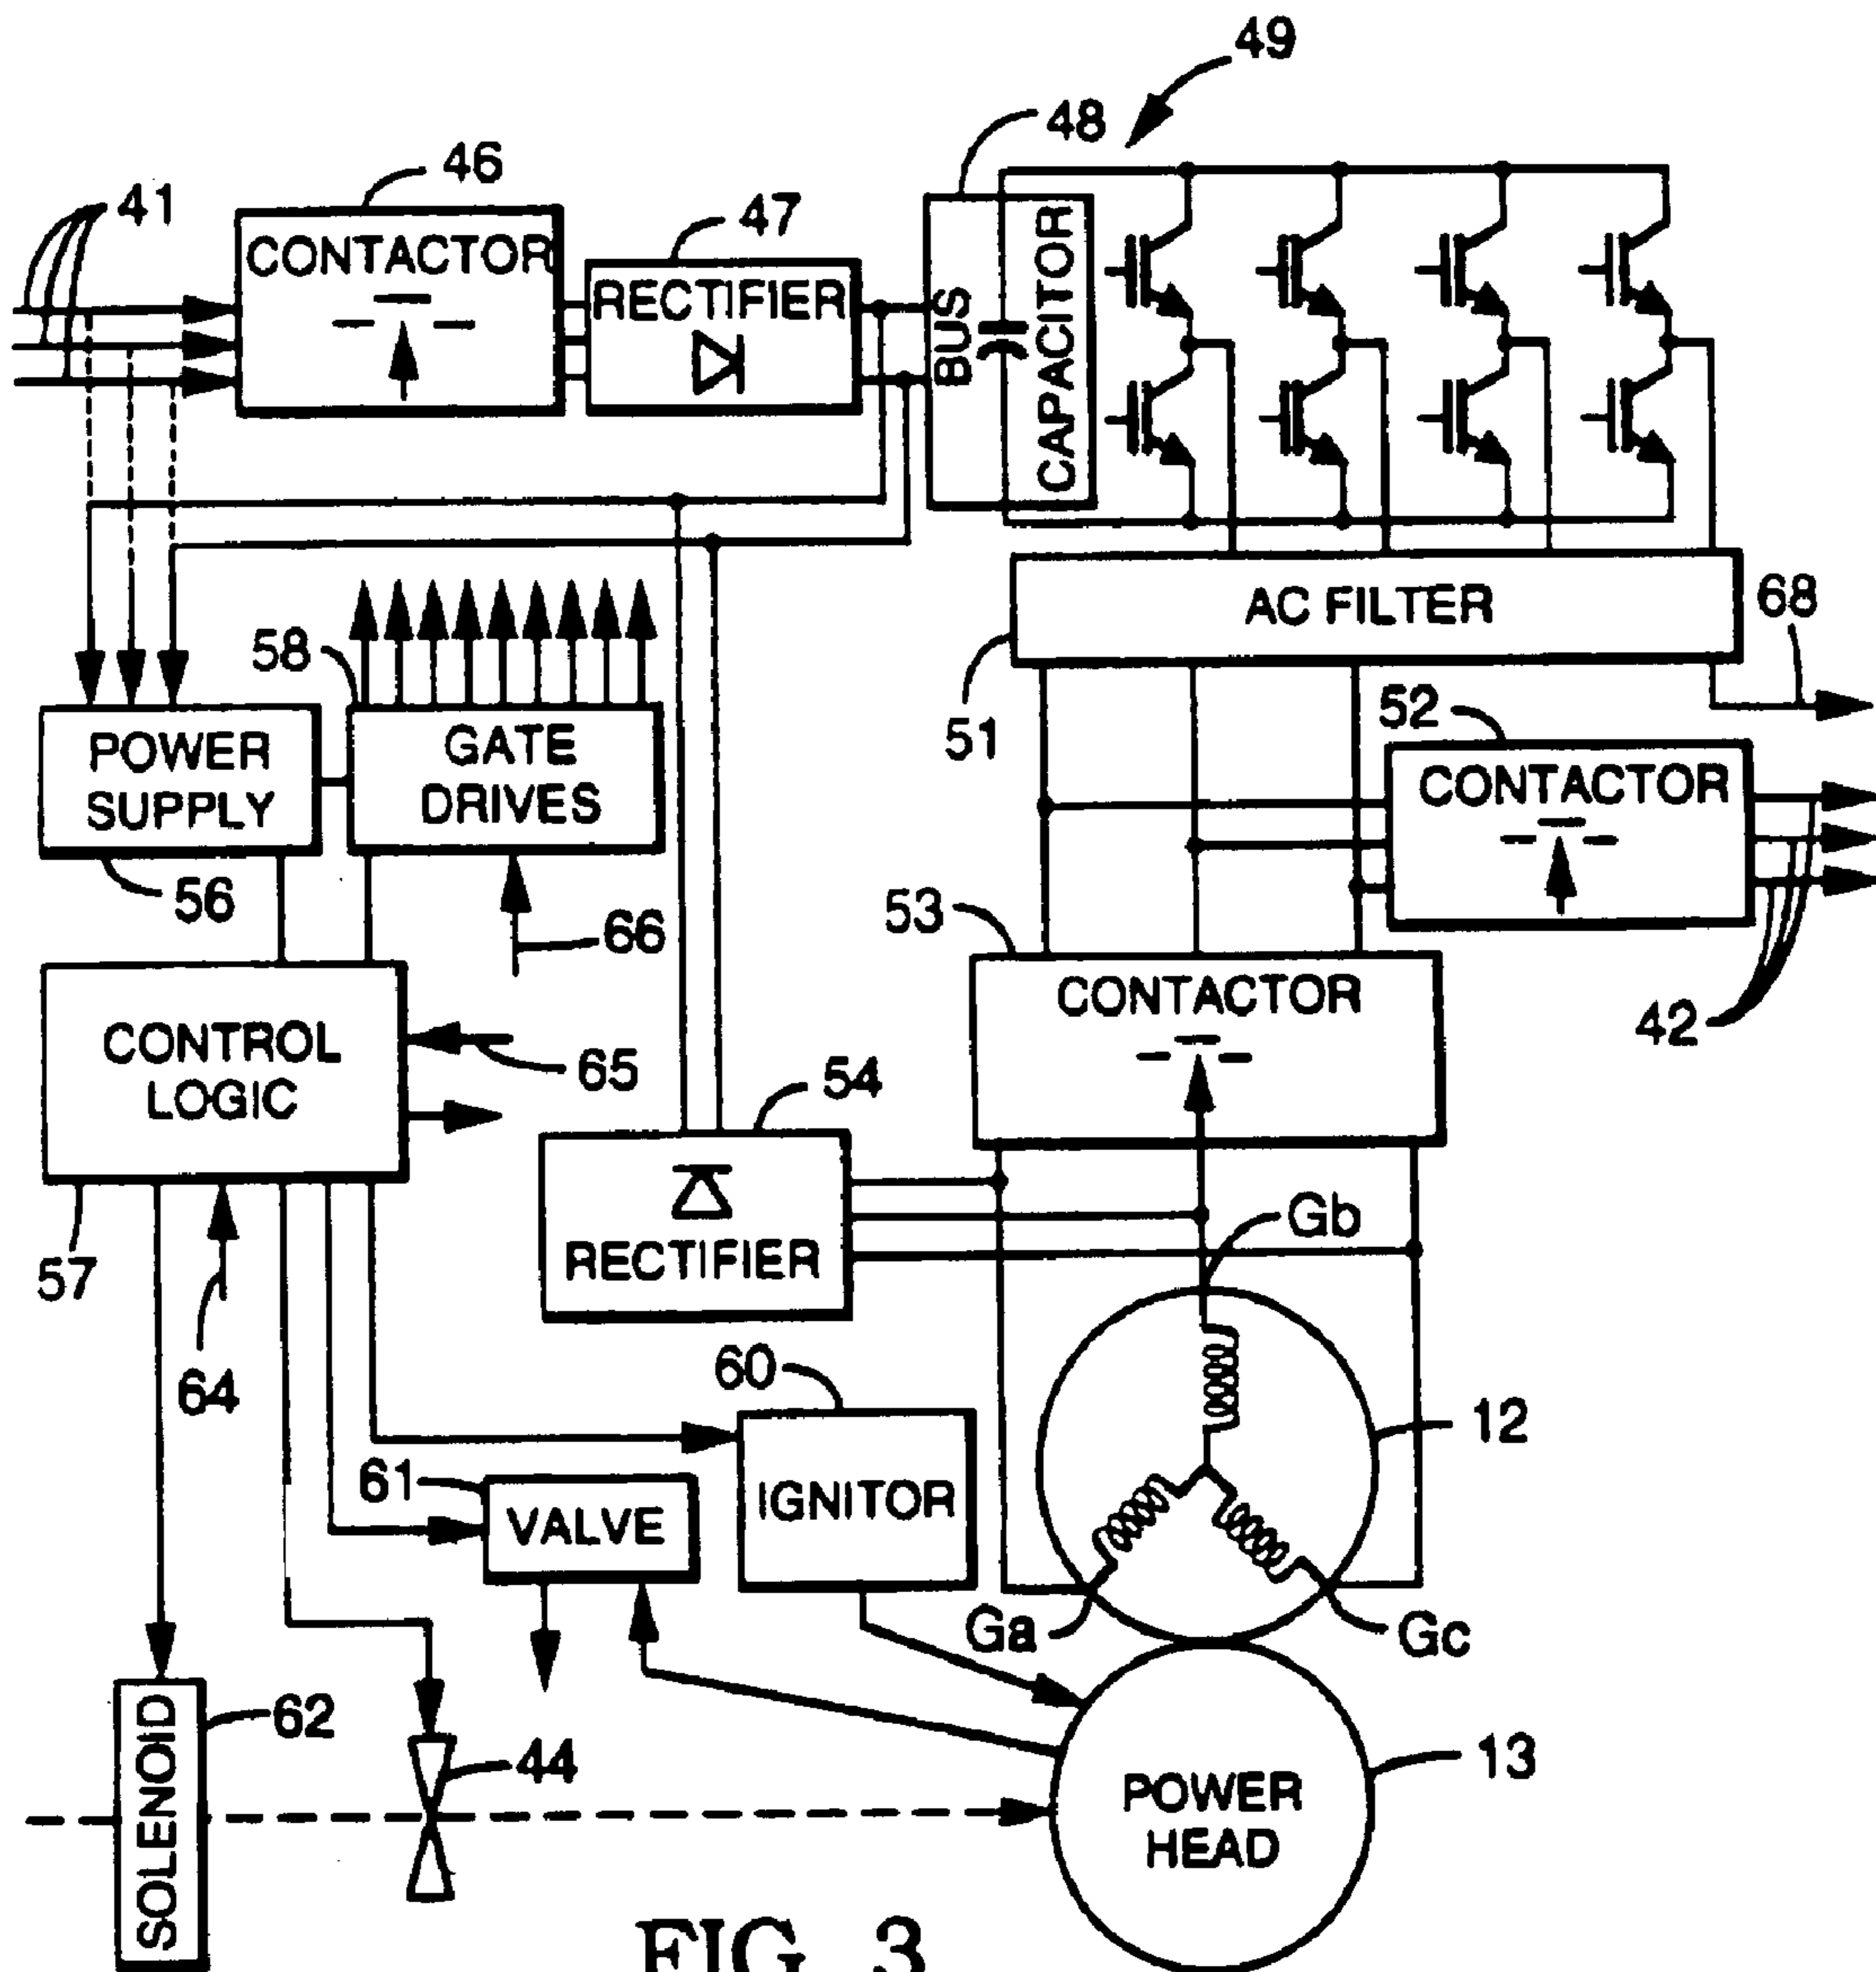 49
48
46
41
47
CONTACTOR
RECTIFIER
BUS
CAPACITOR
AC FILTER
68
58
51
52
POWER
SUPPLY
GATE
DRIVES
CONTACTOR
56
66
53
42
CONTROL
LOGIC
65
CONTACTOR
54
57
64
RECTIFIER
Gb
60
12
61
VALVE
IGNITOR
Ga
Gc
SOLENOID
62
44
13
POWER
HEAD
FIG. 3